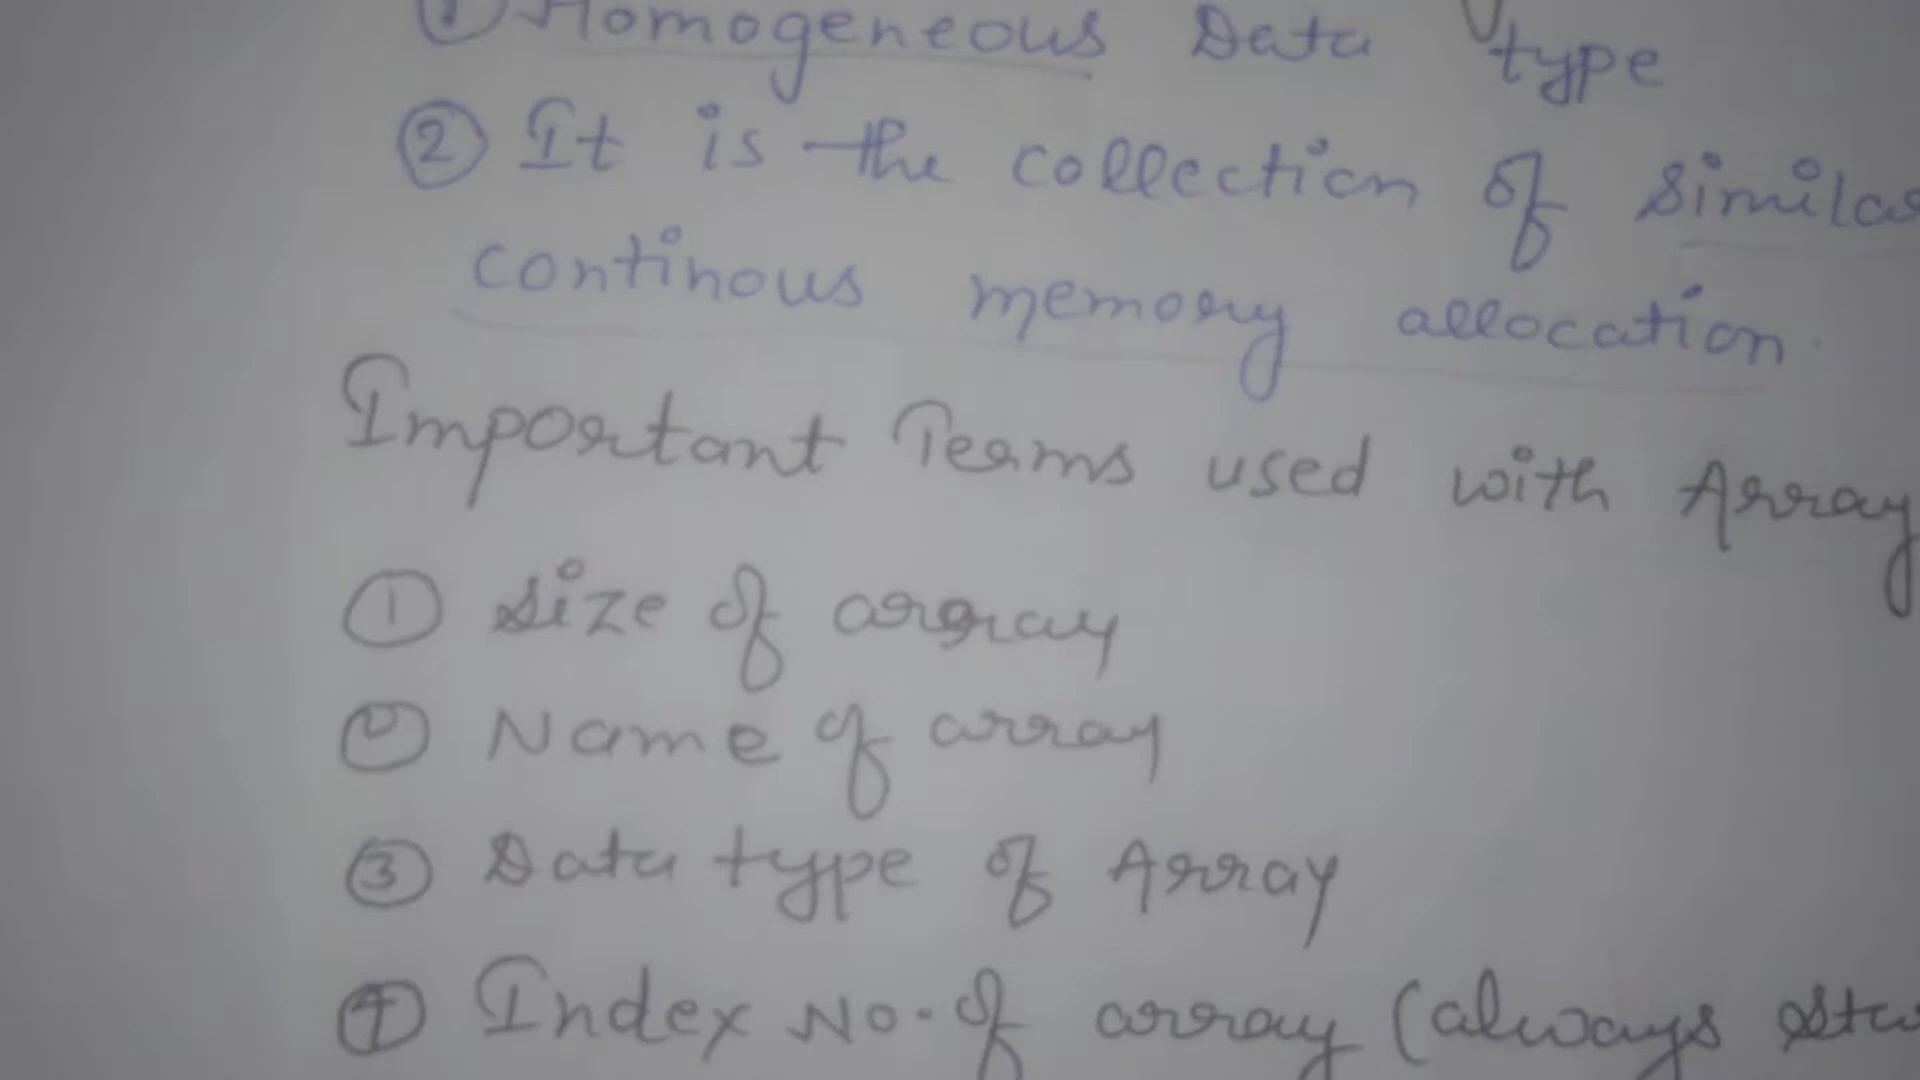 ① Homogeneous Data type
② It is the collection of similar
continous memory allocation.
Important Terms used with Array
① Size of array
② Name of array
③ Data type of Array
④ Index No. of array (always